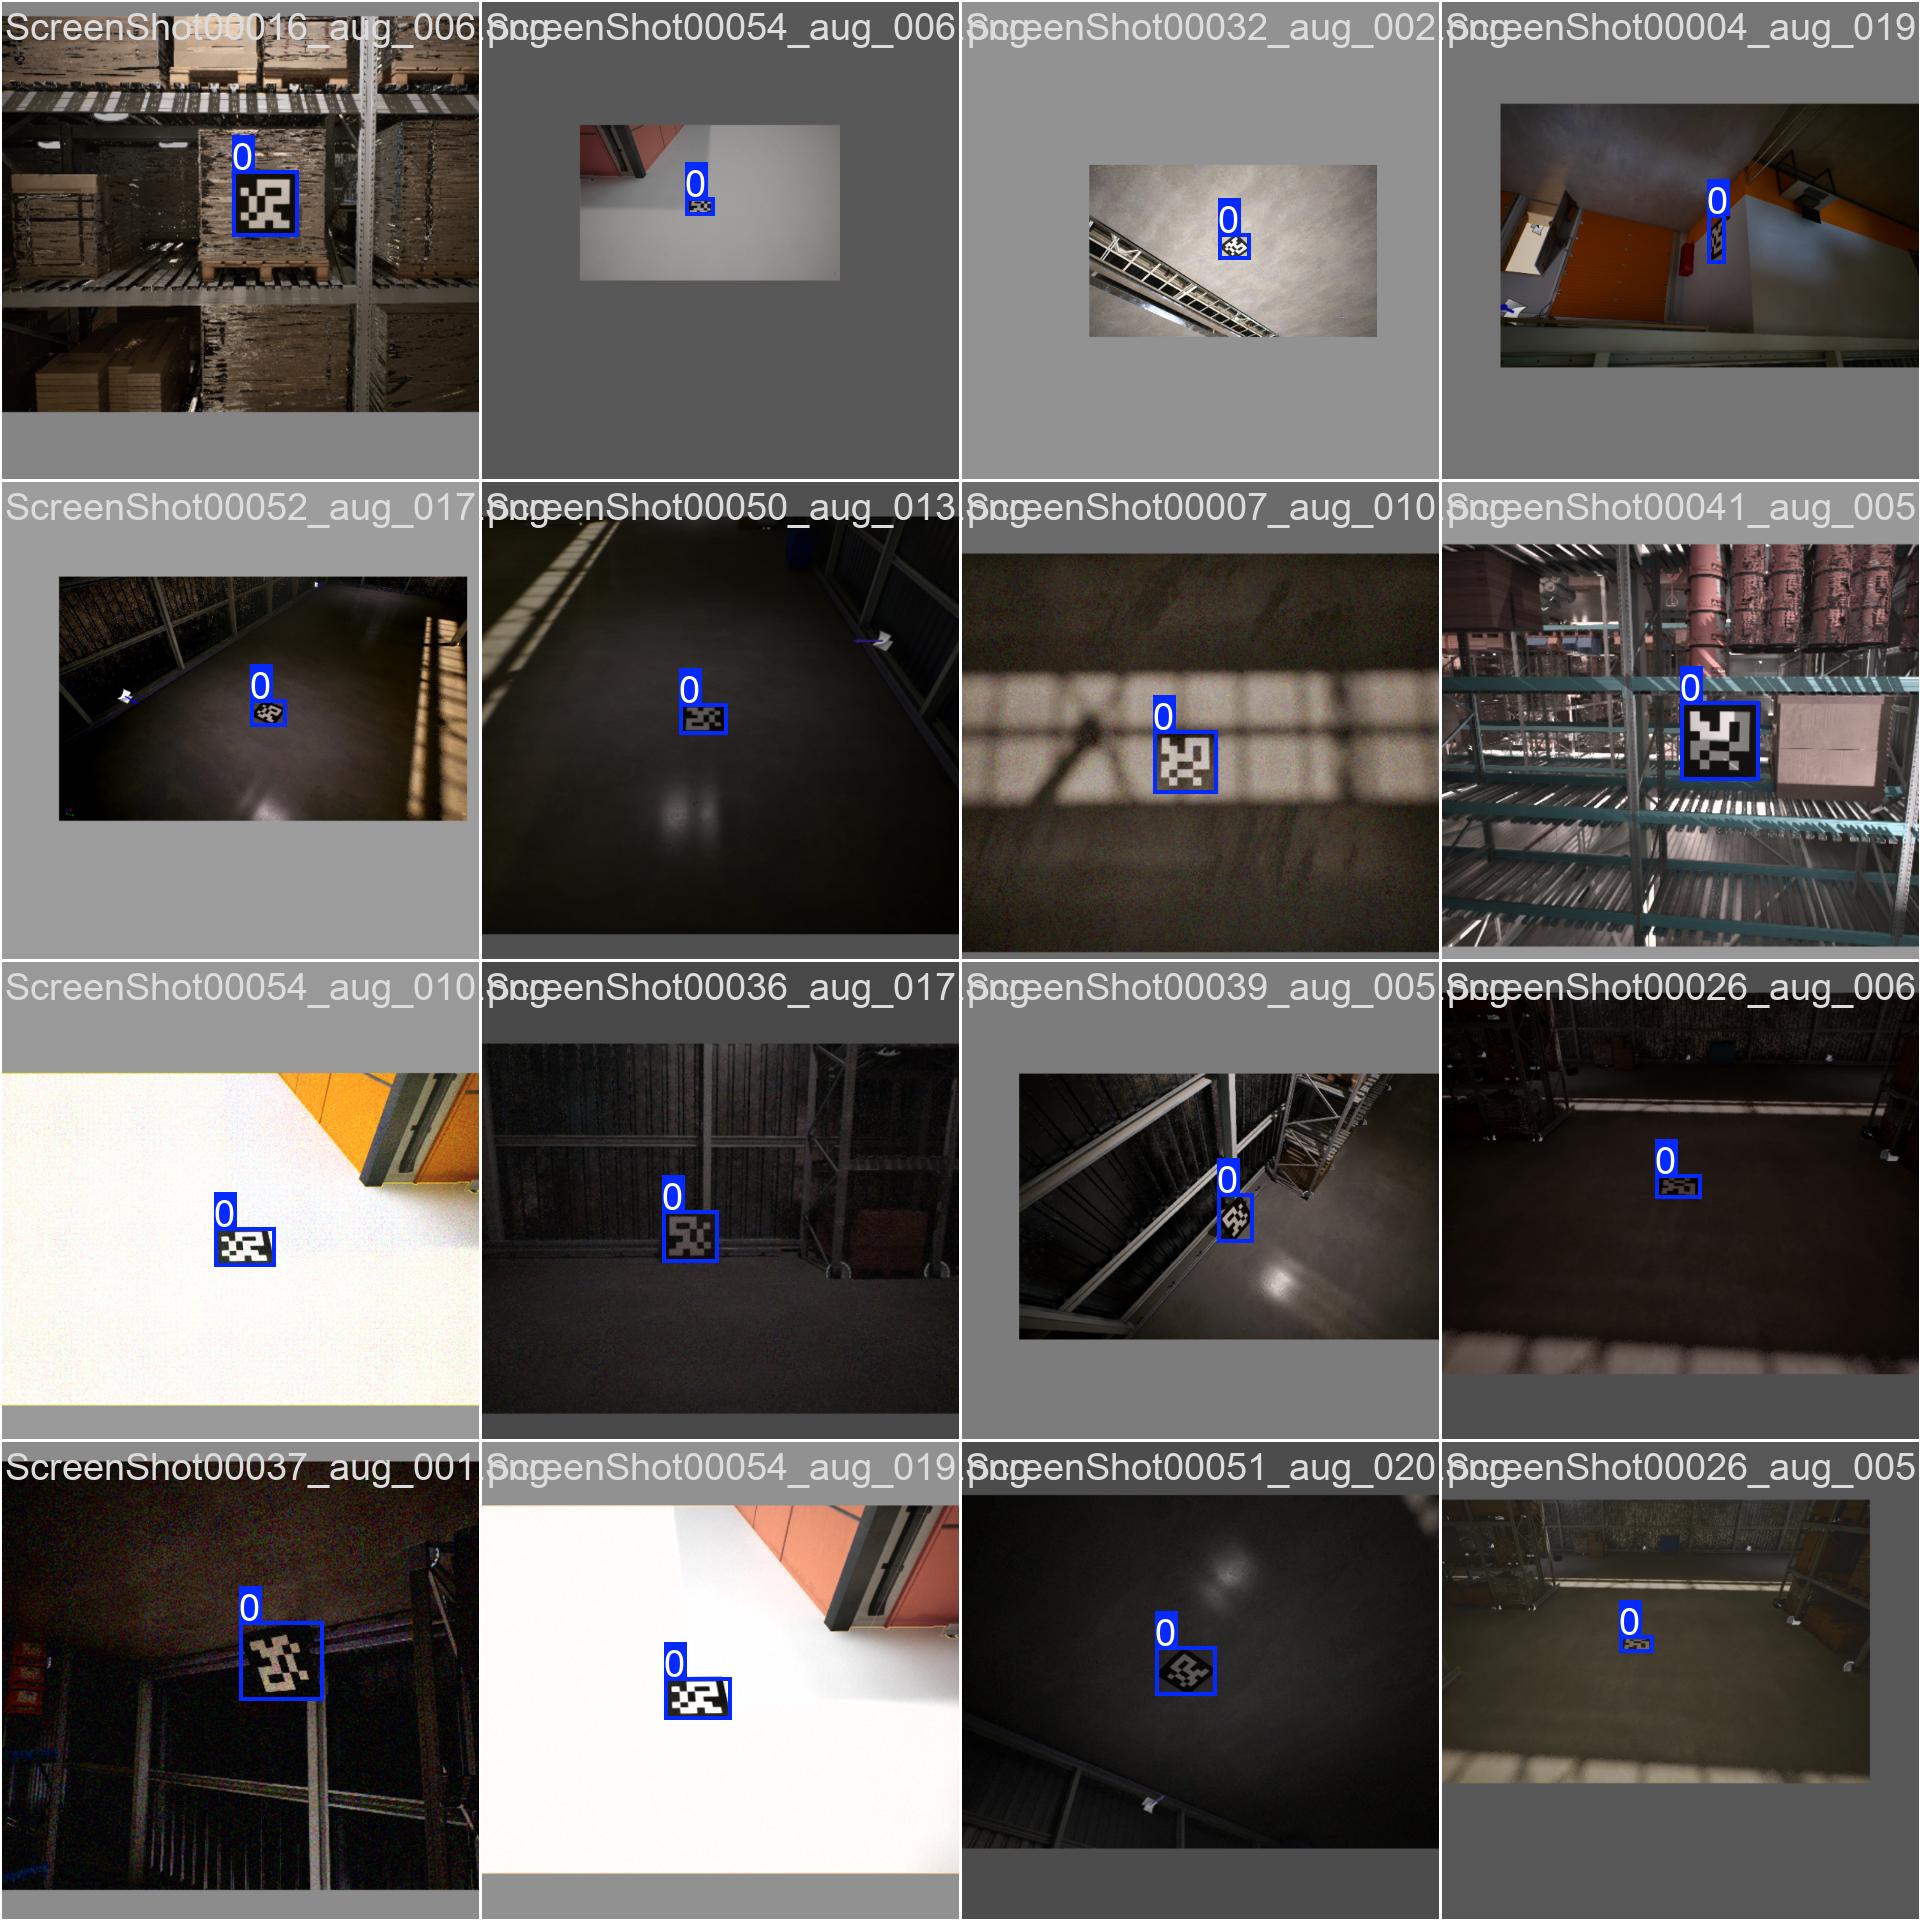 ScreenShot00016_aug_006.png
ScreenShot00054_aug_006.png
ScreenShot00032_aug_002.png
ScreenShot00004_aug_019
0
0
0
0
ScreenShot00052_aug_017.png
ScreenShot00050_aug_013.png
ScreenShot00007_aug_010.png
ScreenShot00041_aug_005
0
0
0
0
ScreenShot00054_aug_010.png
ScreenShot00036_aug_017.png
ScreenShot00039_aug_005.png
ScreenShot00026_aug_006
0
0
0
0
ScreenShot00037_aug_001.png
ScreenShot00054_aug_019.png
ScreenShot00051_aug_020.png
ScreenShot00026_aug_005
0
0
0
0